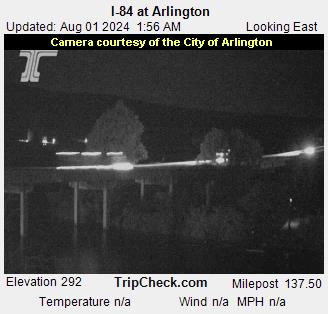 I-84 at Arlington
Updated: Aug 01 2024 1:56 AM Looking East
Camera courtesy of the City of Arlington
Elevation 292 TripCheck.com Milepost 137.50
Temperature n/a Wind n/a MPH n/a